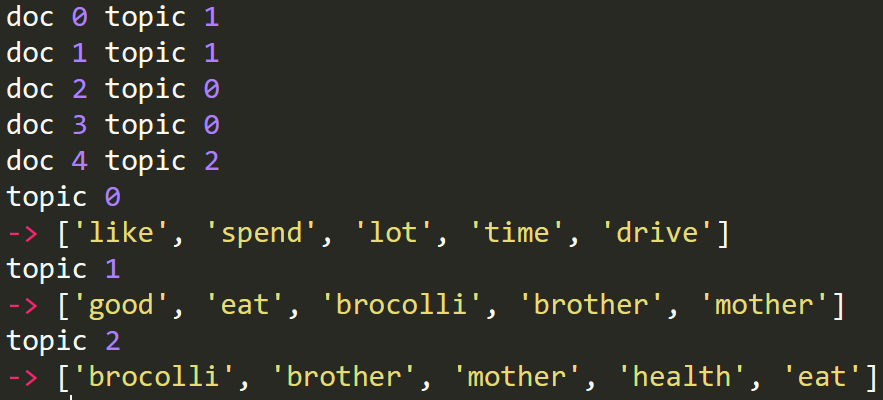 doc 0 topic 1
doc 1 topic 1
doc 2 topic 0
doc 3 topic 0
doc 4 topic 2
topic 0
-> ['like', 'spend', 'lot', 'time', 'drive']
topic 1
-> ['good', 'eat', 'brocolli', 'brother', 'mother']
topic 2
-> ['brocolli', 'brother', 'mother', 'health', 'eat']